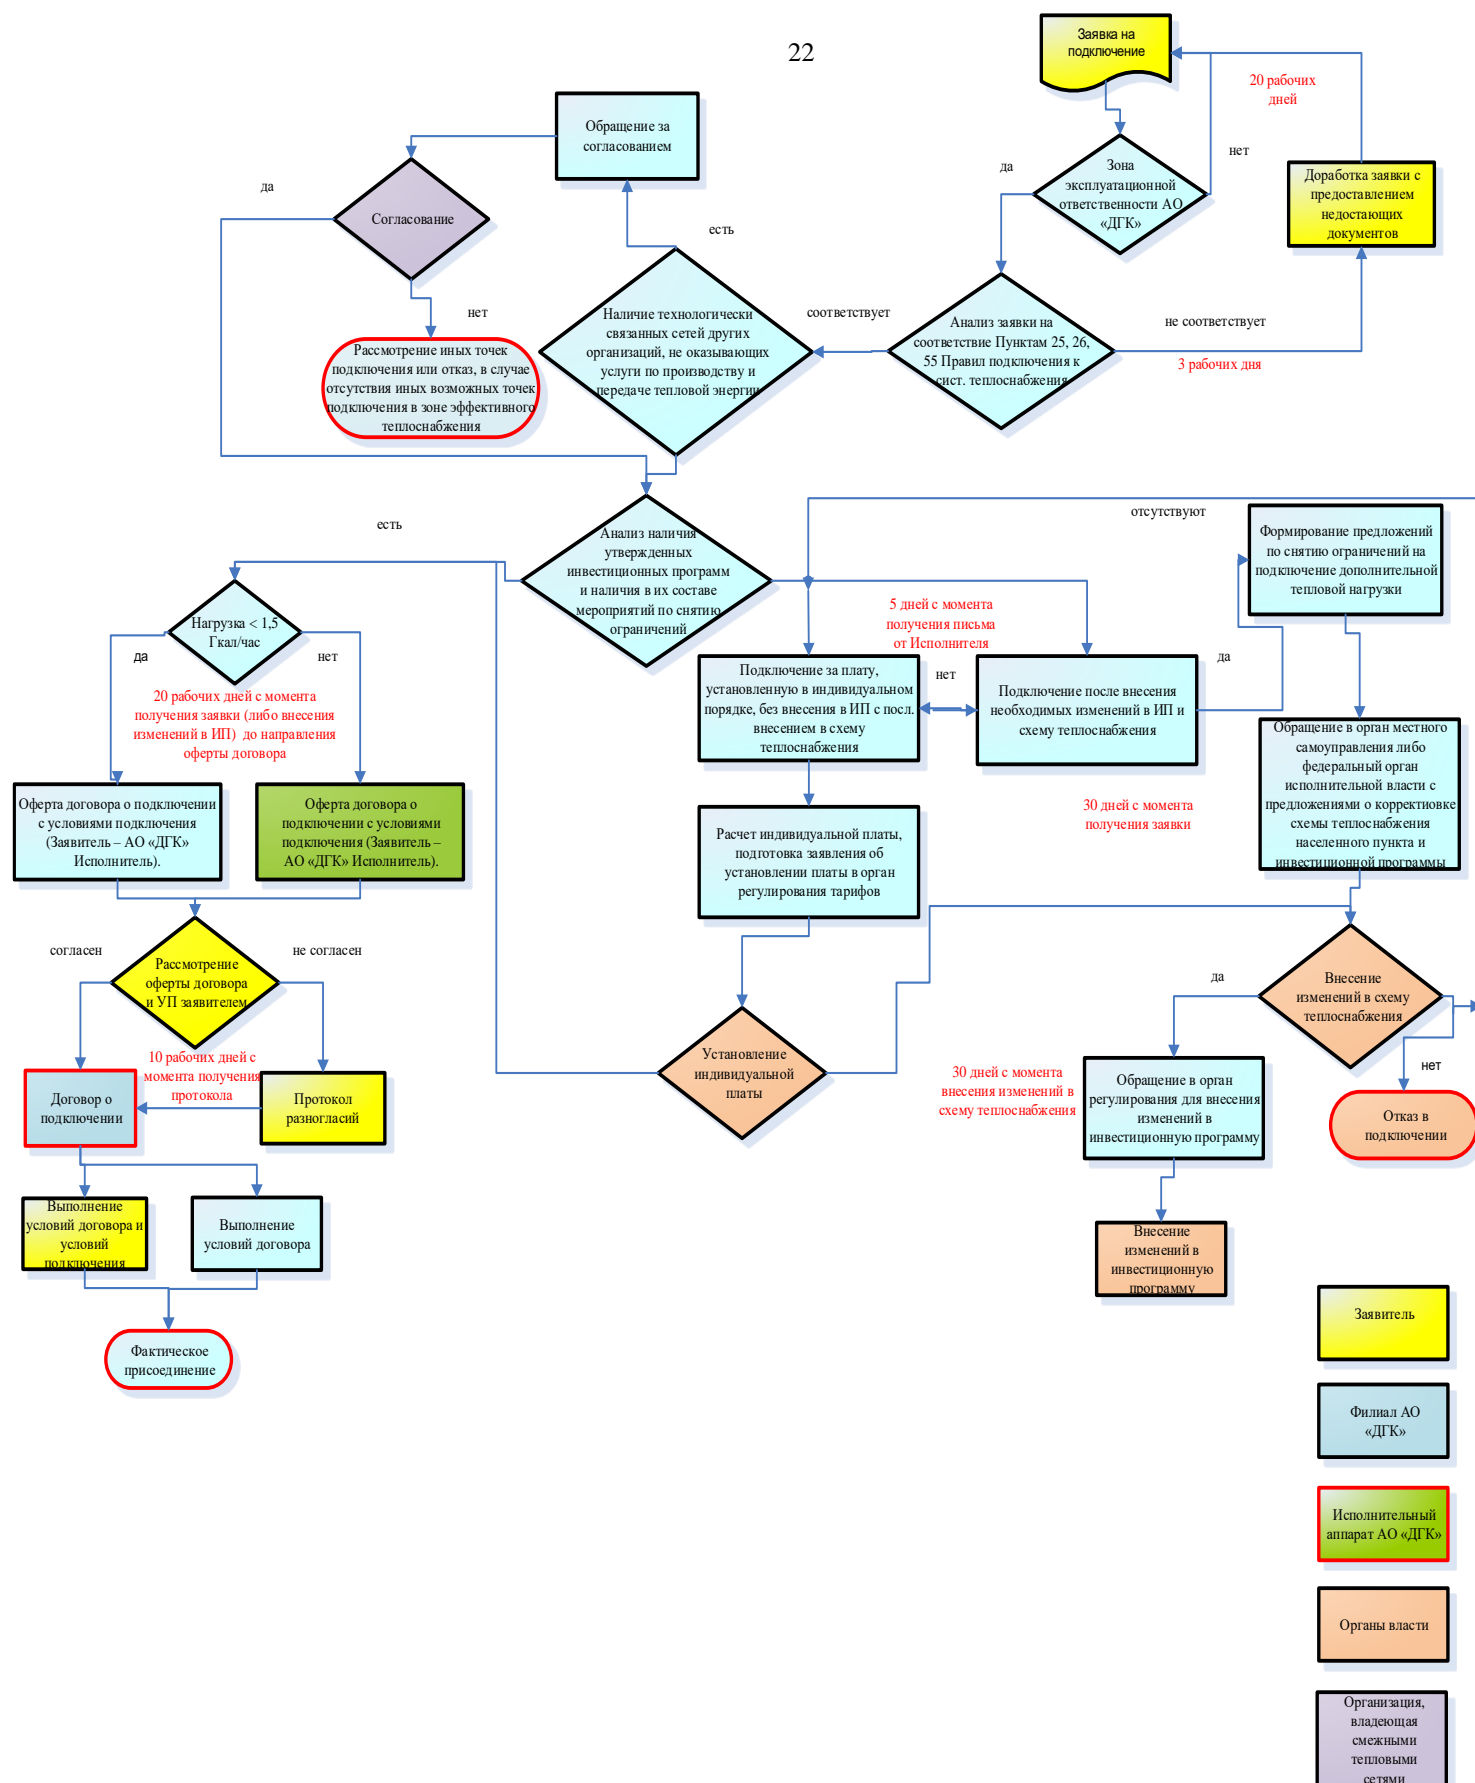 22
Заявка на
подключение
20 рабочих
дней
нет
да
Зона
эксплуатационной
ответственности АО
«ДГК»
Доработка заявки с
предоставлением
недостающих
документов
Обращение за
согласованием
да
Согласование
есть
нет
Наличие технологически
связанных сетей других
организаций, не оказывающих
услуги по производству и
передаче тепловой энергии
соответствует
Анализ заявки на
соответствие Пунктам 25, 26,
55 Правил подключения к
сист. теплоснабжения
не соответствует
3 рабочих дня
Рассмотрение иных точек
подключения или отказ, в случае
отсутствия иных возможных точек
подключения в зоне эффективного
теплоснабжения
есть
Анализ наличия
утвержденных
инвестиционных программ
и наличия в их составе
мероприятий по снятию
ограничений
отсутствуют
Формирование предложений
по снятию ограничений на
подключение дополнительной
тепловой нагрузки
Нагрузка < 1,5
Гкал/час
да
нет
5 дней с момента
получения письма
от Исполнителя
20 рабочих дней с момента
получения заявки (либо внесения
изменений в ИП)  до направления
оферты договора
Подключение за плату,
установленную в индивидуальном
порядке, без внесения в ИП с посл.
внесением в схему
теплоснабжения
нет
Подключение после внесения
необходимых изменений в ИП и
схему теплоснабжения
да
Обращение в орган местного
самоуправления либо
федеральный орган
исполнительной власти с
предложениями о корректировке
схемы теплоснабжения
населенного пункта и
инвестиционной программы
Оферта договора о подключении
с условиями подключения
(Заявитель – АО «ДГК»
Исполнитель).
Оферта договора о
подключении с условиями
подключения (Заявитель –
АО «ДГК» Исполнитель).
Расчет индивидуальной платы,
подготовка заявления об
установлении платы в орган
регулирования тарифов
30 дней с момента
получения заявки
согласен
не согласен
Рассмотрение
оферты договора
и УП заявителем
да
Внесение
изменений в схему
теплоснабжения
10 рабочих дней с
момента получения
протокола
Договор о
подключении
Протокол
разногласий
Установление
индивидуальной
платы
30 дней с момента
внесения изменений в
схему теплоснабжения
Обращение в орган
регулирования для внесения
изменений в
инвестиционную программу
нет
Отказ в
подключении
Выполнение
условий договора и
условий
подключения
Выполнение
условий договора
Внесение
изменений в
инвестиционную
программу
Фактическое
присоединение
Заявитель
Филиал АО
«ДГК»
Исполнительный
аппарат АО «ДГК»
Органы власти
Организация,
владеющая
смежными
тепловыми
сетями